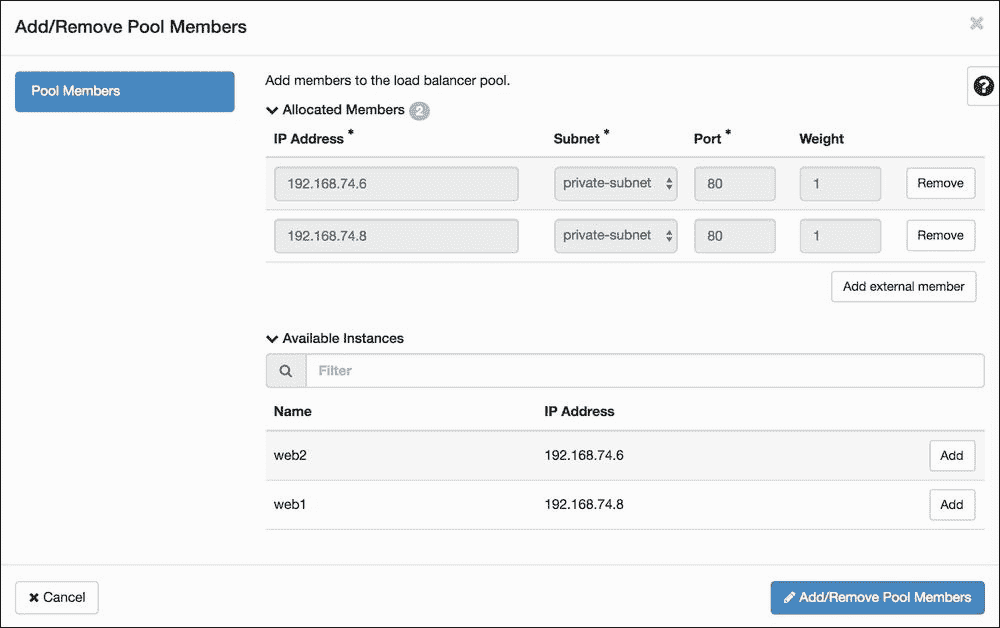 Add/Remove Pool Members
Pool Members
Add members to the load balancer pool.
Allocated Members 2
IP Address * Subnet * Port * Weight
192.168.74.6 private-subnet 80 1 Remove
192.168.74.8 private-subnet 80 1 Remove
Add external member
Available Instances
Filter
Name IP Address
web2 192.168.74.6 Add
web1 192.168.74.8 Add
Cancel Add/Remove Pool Members